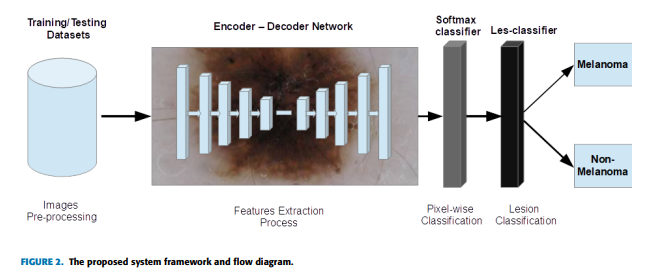 Training/Testing
Datasets
Encoder – Decoder Network
Softmax
classifier
Les-classifier
Melanoma
Non-
Melanoma
Images
Pre-processing
Features Extraction
Process
Pixel-wise
Classification
Lesion
Classification
FIGURE 2. The proposed system framework and flow diagram.